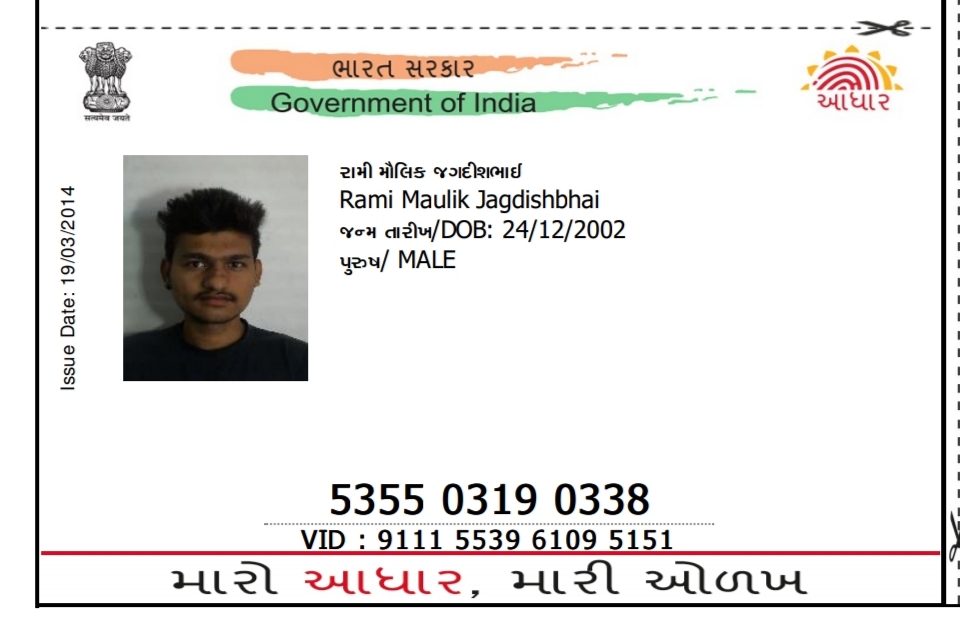 ભારત સરકાર
Government of India
सत्यमेव जयते
આધાર
Issue Date: 19/03/2014
રામી મૌલિક જગદીશભાઈ
Rami Maulik Jagdishbhai
જન્મ તારીખ/DOB: 24/12/2002
પુરુષ/ MALE
5355 0319 0338
VID : 9111 5539 6109 5151
મારો આધાર, મારી ઓળખ